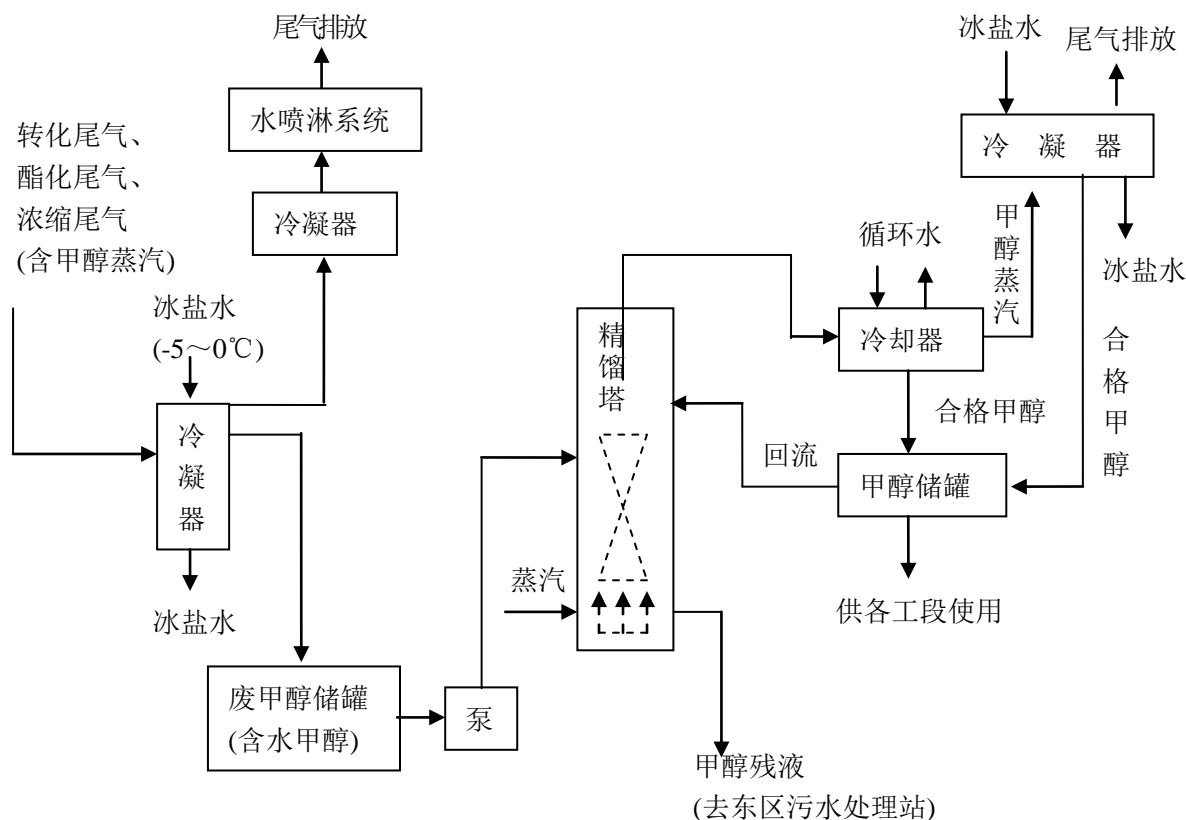 尾气排放
水喷淋系统
冷凝器
转化尾气、
酯化尾气、
浓缩尾气
(含甲醇蒸汽)
冰盐水
(-5～0℃)
冷
凝
器
冰盐水
废甲醇储罐
(含水甲醇)
泵
蒸汽
精
馏
塔
甲醇残液
(去东区污水处理站)
循环水
冷却器
合格甲醇
回流
甲醇储罐
供各工段使用
甲
醇
蒸
汽
冰盐水
尾气排放
冷 凝 器
冰盐水
合
格
甲
醇